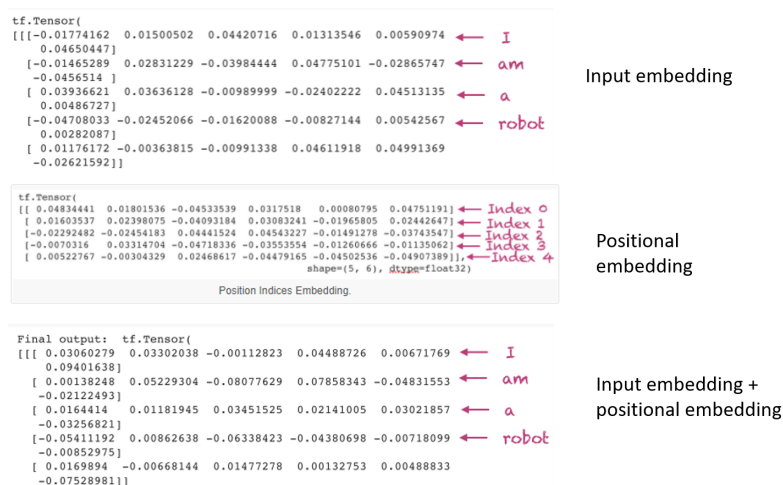 tf.Tensor(
[[[-0.01774162 0.01500502 0.04420716 0.01313546 0.00590974 I
0.04650447]
[-0.01465289 0.02831229 -0.03984444 0.04775101 -0.02865747 am
-0.0456514 ]
[ 0.03936621 0.03636128 -0.00989999 -0.02402222 0.04513135 a
0.00486727]
[-0.04708033 -0.02452066 -0.01620088 -0.00827144 0.00542567 robot
0.00282087]
[ 0.01176172 -0.00363815 -0.00991338 0.04611918 0.04991369
-0.02621592]]
Input embedding
tf.Tensor(
[[ 0.04834441 0.01801536 -0.04533539 0.0317518 0.00080795 0.04751191] Index 0
[ 0.01603537 0.02398075 -0.04093184 0.03083241 -0.01965805 0.02442647] Index 1
[-0.02292482 -0.02454183 0.04441524 0.04543227 -0.01491278 -0.03743547] Index 2
[-0.0070316 0.03314704 -0.04718336 -0.03553554 -0.01260666 -0.01135062] Index 3
[ 0.00522767 -0.00304329 0.02468617 -0.04479165 -0.04502536 -0.04907389]], Index 4
shape=(5, 6), dtype=float32)
Position Indices Embedding.
Positional
embedding
Final output: tf.Tensor(
[[[ 0.03060279 0.03302038 -0.00112823 0.04488726 0.00671769 I
0.09401638]
[ 0.00138248 0.05229304 -0.08077629 0.07858343 -0.04831553 am
-0.02122493]
[ 0.0164414 0.01181945 0.03451525 0.02141005 0.03021857 a
-0.03256821]
[-0.05411192 0.00862638 -0.06338423 -0.04380698 -0.00718099 robot
-0.00852975]
[ 0.0169894 -0.00668144 0.01477278 0.00132753 0.00488833
-0.07528981]]
Input embedding +
positional embedding